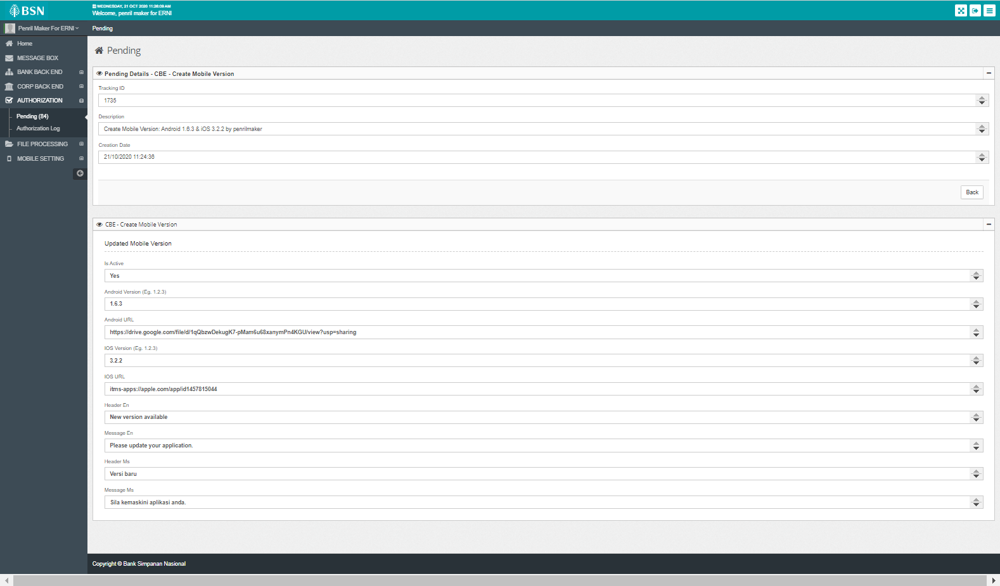 BSN
WEDNESDAY, 21 OCT 2020 11:26:09 AM
Welcome, penril maker for ERNI
Penril Maker For ERNI
Pending
Home
MESSAGE BOX
BANK BACK END
CORP BACK END
AUTHORIZATION
Pending (84)
Authorization Log
FILE PROCESSING
MOBILE SETTING
Pending
Pending Details - CBE - Create Mobile Version
Tracking ID
1735
Description
Create Mobile Version: Android 1.6.3 & iOS 3.2.2 by penrilmaker
Creation Date
21/10/2020 11:24:36
Back
CBE - Create Mobile Version
Updated Mobile Version
Is Active
Yes
Android Version (Eg. 1.2.3)
1.6.3
Android URL
https://drive.google.com/file/d/1qQbzwDekugK7-pMam6u68xanymPn4KGU/view?usp=sharing
IOS Version (Eg. 1.2.3)
3.2.2
IOS URL
itms-apps://apple.com/app/id1457815044
Header En
New version available
Message En
Please update your application.
Header Ms
Versi baru
Message Ms
Sila kemaskini aplikasi anda.
Copyright © Bank Simpanan Nasional